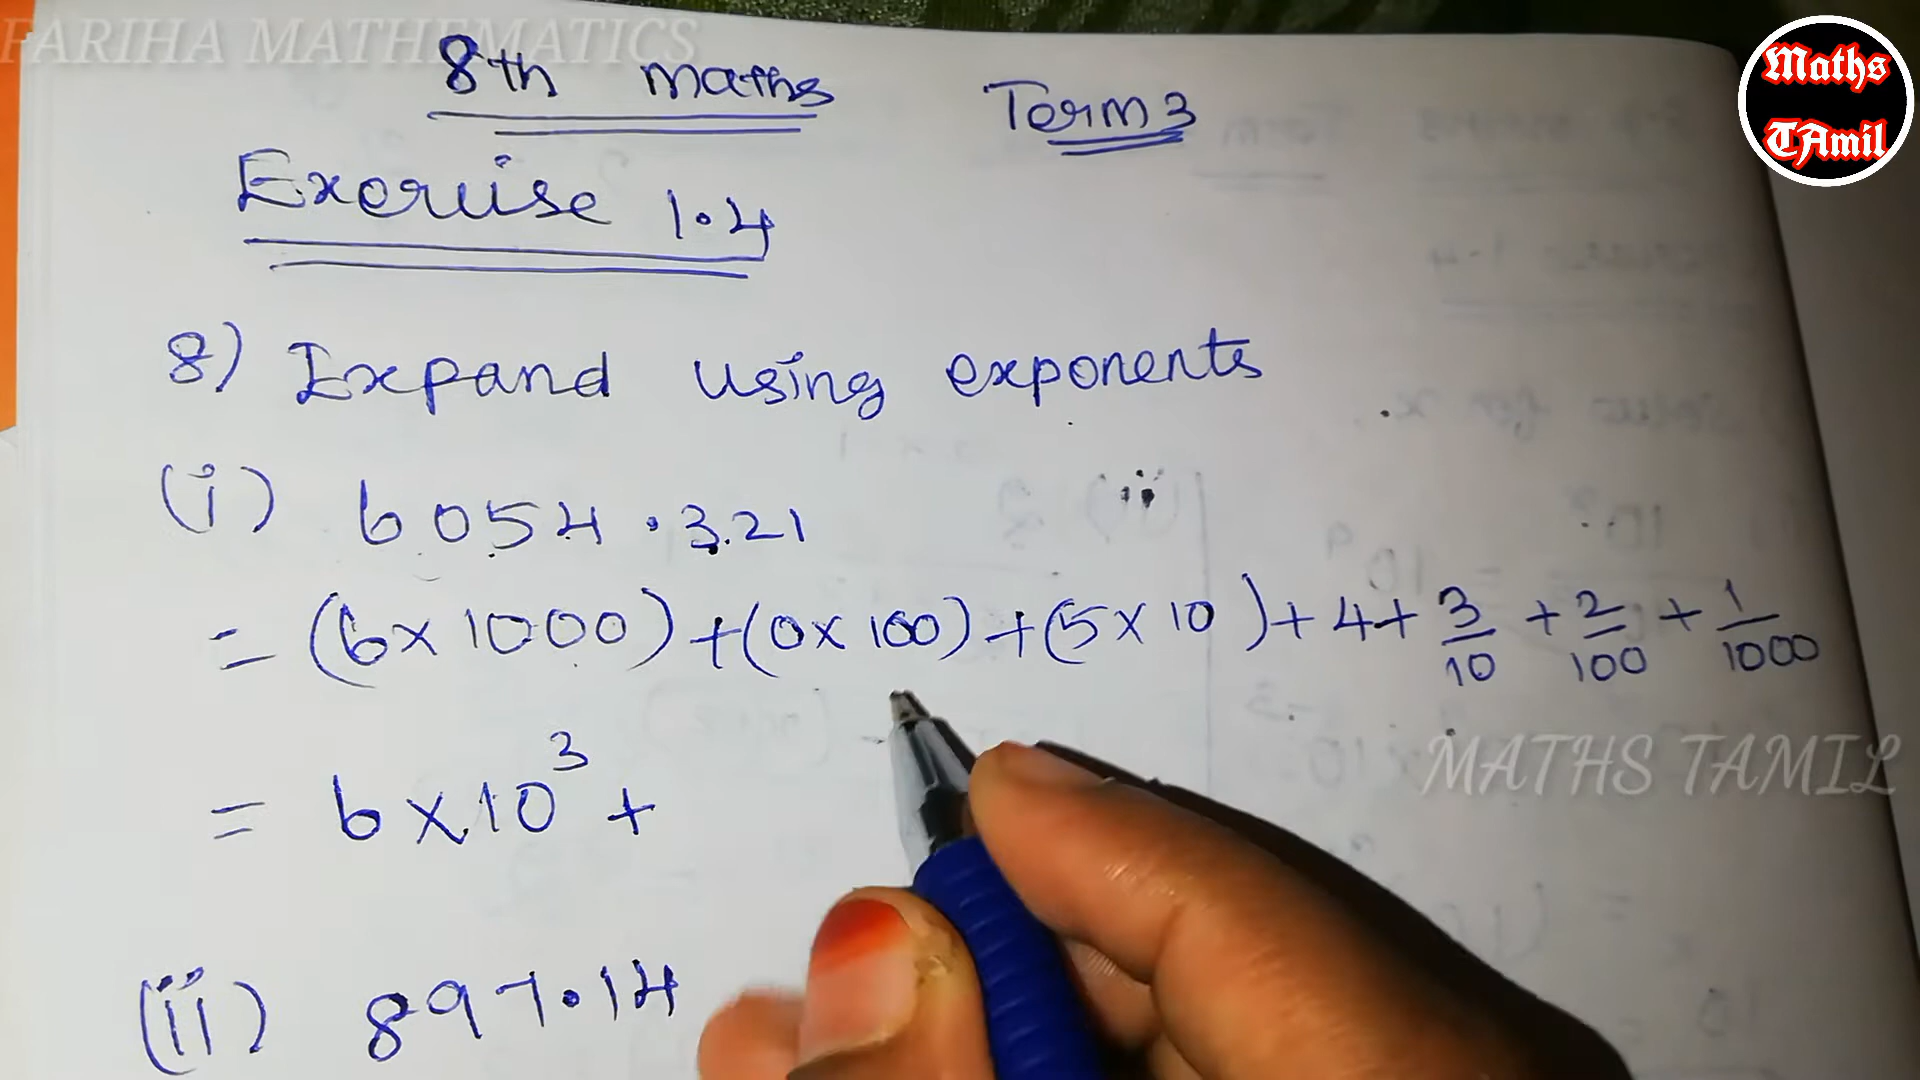 FARIHA MATHEMATICS
Maths
TAmil
8th maths Term 3
Exercise 1.4
8) Expand using exponents
(i) 6054.321
= (6×1000)+(0×100)+(5×10)+4+3/10+2/100+1/1000
= 6×10³+
MATHS TAMIL
(ii) 897.14